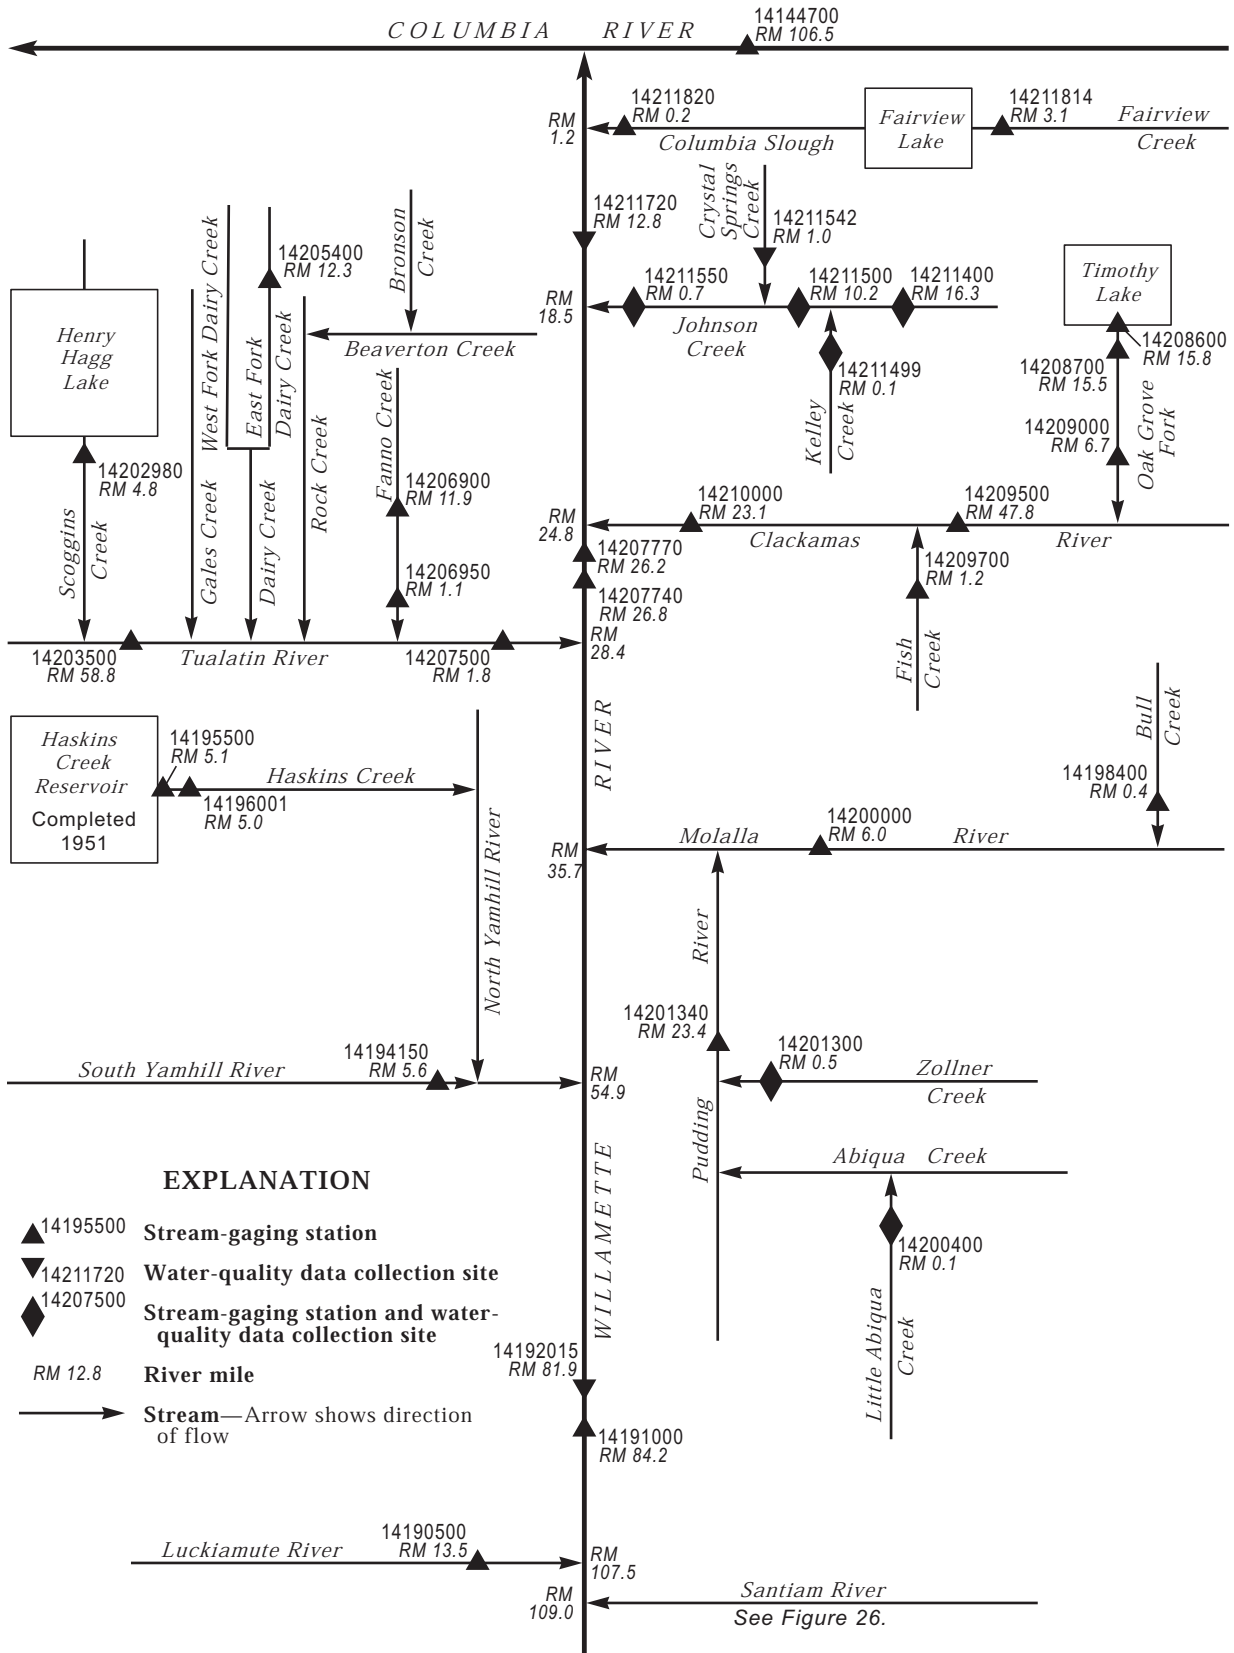 COLUMBIA RIVER
14144700
RM 106.5
14211820
RM 0.2
Fairview
Lake
14211814
RM 3.1
Fairview
Creek
RM
1.2
Columbia Slough
Crystal
Springs
Creek
14211720
RM 12.8
14211542
RM 1.0
Bronson
Creek
14205400
RM 12.3
West Fork Dairy Creek
East Fork
Dairy Creek
Henry
Hagg
Lake
RM
18.5
14211550
RM 0.7
14211500
RM 10.2
14211400
RM 16.3
Johnson
Creek
Timothy
Lake
14208600
RM 15.8
14208700
RM 15.5
Beaverton Creek
14211499
RM 0.1
Kelley
Creek
14209000
RM 6.7
Oak Grove
Fork
Fanno Creek
Rock Creek
14202980
RM 4.8
14206900
RM 11.9
Scoggins
Creek
Gales Creek
Dairy Creek
RM
24.8
14210000
RM 23.1
14209500
RM 47.8
Clackamas River
14207770
RM 26.2
14209700
RM 1.2
14206950
RM 1.1
14207740
RM 26.8
RM
28.4
14203500
RM 58.8
Tualatin River
14207500
RM 1.8
Fish
Creek
Bull
Creek
Haskins
Creek
Reservoir
Completed
1951
14195500
RM 5.1
Haskins Creek
14196001
RM 5.0
RIVER
14198400
RM 0.4
14200000
RM 6.0
Molalla River
RM
35.7
North Yamhill River
River
14201340
RM 23.4
14201300
RM 0.5
Zollner
Creek
South Yamhill River
14194150
RM 5.6
RM
54.9
Pudding
Abiqua Creek
WILLAMETTE
14200400
RM 0.1
Little Abiqua
Creek
EXPLANATION
14195500 Stream-gaging station
14211720 Water-quality data collection site
14207500 Stream-gaging station and water-
quality data collection site
RM 12.8 River mile
Stream—Arrow shows direction
of flow
14192015
RM 81.9
14191000
RM 84.2
Luckiamute River
14190500
RM 13.5
RM
107.5
RM
109.0
Santiam River
See Figure 26.